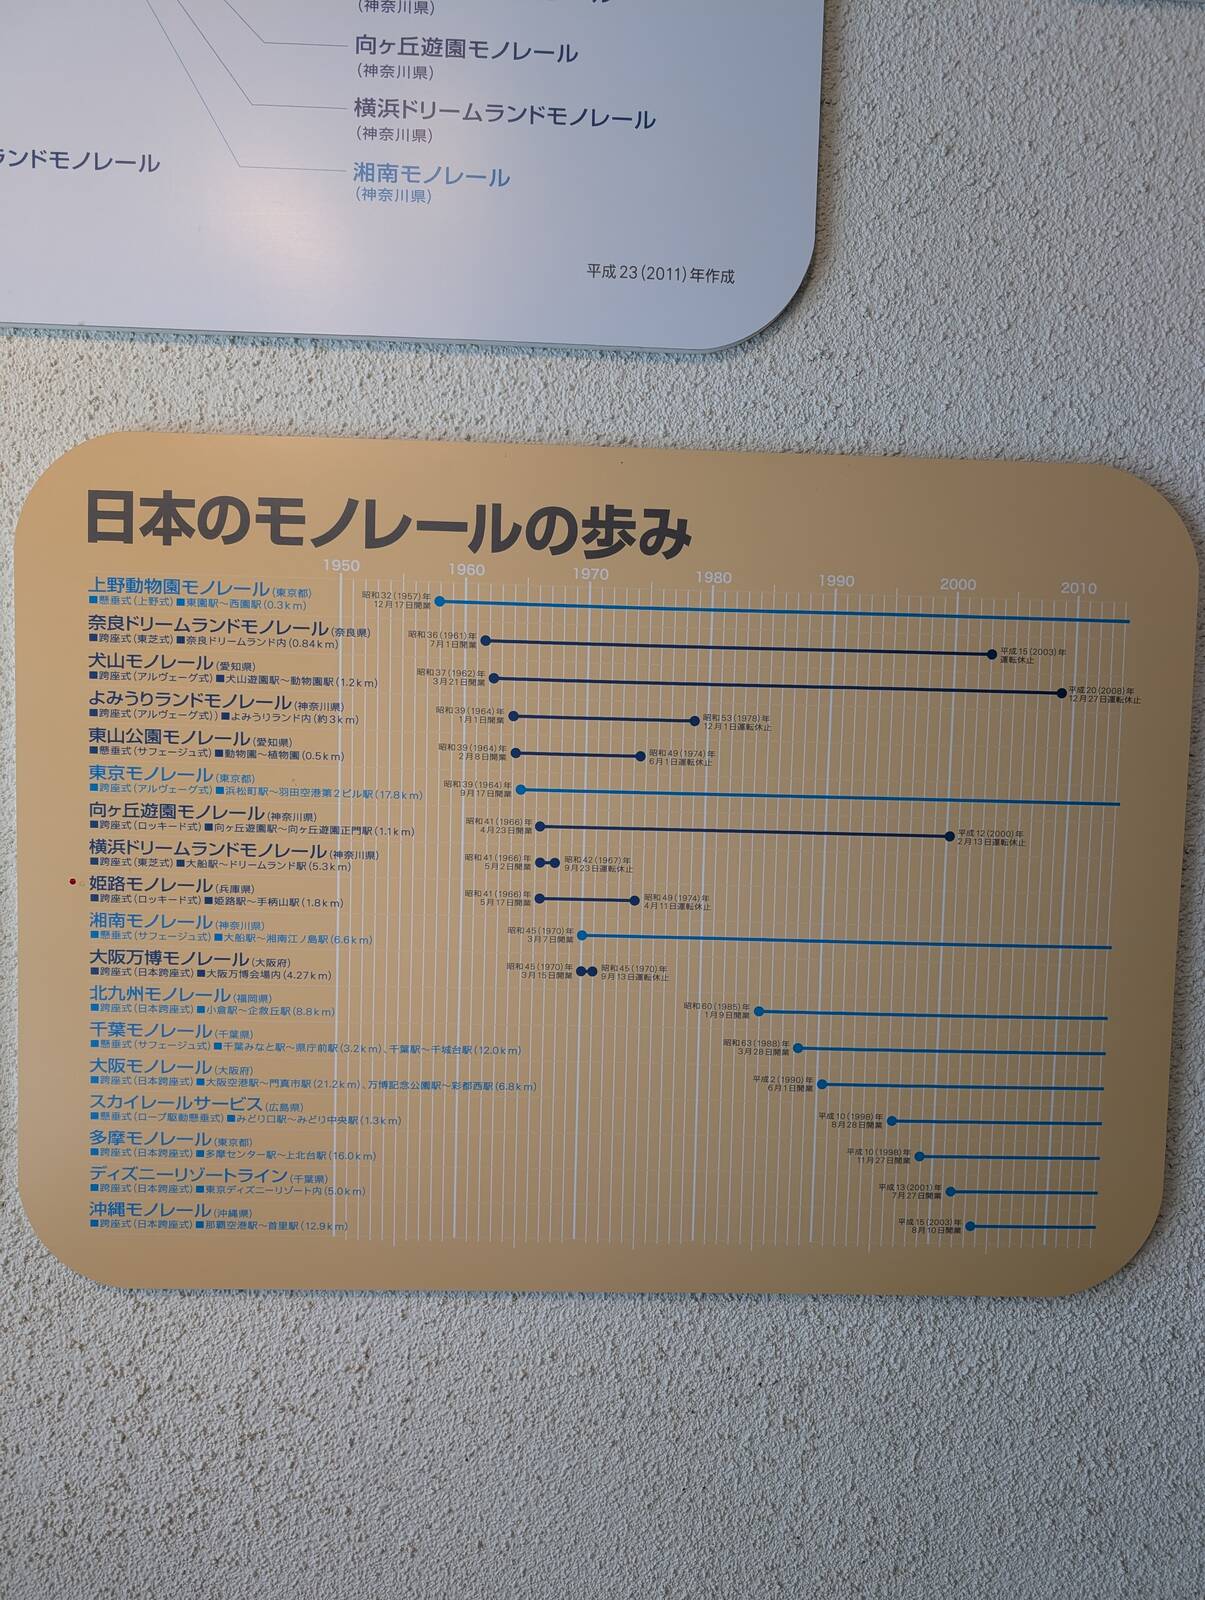 (神奈川県)
向ヶ丘遊園モノレール
(神奈川県)
横浜ドリームランドモノレール
(神奈川県)
ランドモノレール
湘南モノレール
(神奈川県)
平成23(2011)年作成
日本のモノレールの歩み
1950 1960 1970 1980 1990 2000 2010
上野動物園モノレール(東京都)
■懸垂式(上野式)■東園駅~西園駅(0.3km)
昭和32(1957)年
12月17日開業
奈良ドリームランドモノレール(奈良県)
■跨座式(東芝式)■奈良ドリームランド内(0.84km)
昭和36(1961)年
7月1日開業
平成15(2003)年
運転休止
犬山モノレール(愛知県)
■跨座式(アルヴェーグ式)■犬山遊園駅~動物園駅(1.2km)
昭和37(1962)年
3月21日開業
平成20(2008)年
12月27日運転休止
よみうりランドモノレール(神奈川県)
■跨座式(アルヴェーグ式))■よみうりランド内(約3km)
昭和39(1964)年
1月1日開業
昭和53(1978)年
12月1日運転休止
東山公園モノレール(愛知県)
■懸垂式(サフェージュ式)■動物園~植物園(0.5km)
昭和39(1964)年
2月8日開業
昭和49(1974)年
6月1日運転休止
東京モノレール(東京都)
■跨座式(アルヴェーグ式)■浜松町駅~羽田空港第2ビル駅(17.8km)
昭和39(1964)年
9月17日開業
向ヶ丘遊園モノレール(神奈川県)
■跨座式(ロッキード式)■向ヶ丘遊園駅~向ヶ丘遊園正門駅(1.1km)
昭和41(1966)年
4月23日開業
平成12(2000)年
2月13日運転休止
横浜ドリームランドモノレール(神奈川県)
■跨座式(東芝式)■大船駅~ドリームランド駅(5.3km)
昭和41(1966)年
5月2日開業
昭和42(1967)年
9月23日運転休止
姫路モノレール(兵庫県)
■跨座式(ロッキード式)■姫路駅~手柄山駅(1.8km)
昭和41(1966)年
5月17日開業
昭和49(1974)年
4月11日運転休止
湘南モノレール(神奈川県)
■懸垂式(サフェージュ式)■大船駅~湘南江ノ島駅(6.6km)
昭和45(1970)年
3月7日開業
大阪万博モノレール(大阪府)
■跨座式(日本跨座式)■大阪万博会場内(4.27km)
昭和45(1970)年
3月15日開業
昭和45(1970)年
9月13日運転休止
北九州モノレール(福岡県)
■跨座式(日本跨座式)■小倉駅~企救丘駅(8.8km)
昭和60(1985)年
1月9日開業
千葉モノレール(千葉県)
■懸垂式(サフェージュ式)■千葉みなと駅~県庁前駅(3.2km)、千葉駅~千城台駅(12.0km)
昭和63(1988)年
3月28日開業
大阪モノレール(大阪府)
■跨座式(日本跨座式)■大阪空港駅~門真市駅(21.2km)、万博記念公園駅~彩都西駅(6.8km)
平成2(1990)年
6月1日開業
スカイレールサービス(広島県)
■懸垂式(ロープ駆動懸垂式)■みどり口駅~みどり中央駅(1.3km)
平成10(1998)年
8月28日開業
多摩モノレール(東京都)
■跨座式(日本跨座式)■多摩センター駅~上北台駅(16.0km)
平成10(1998)年
11月27日開業
ディズニーリゾートライン(千葉県)
■跨座式(日本跨座式)■東京ディズニーリゾート内(5.0km)
平成13(2001)年
7月27日開業
沖縄モノレール(沖縄県)
■跨座式(日本跨座式)■那覇空港駅~首里駅(12.9km)
平成15(2003)年
8月10日開業